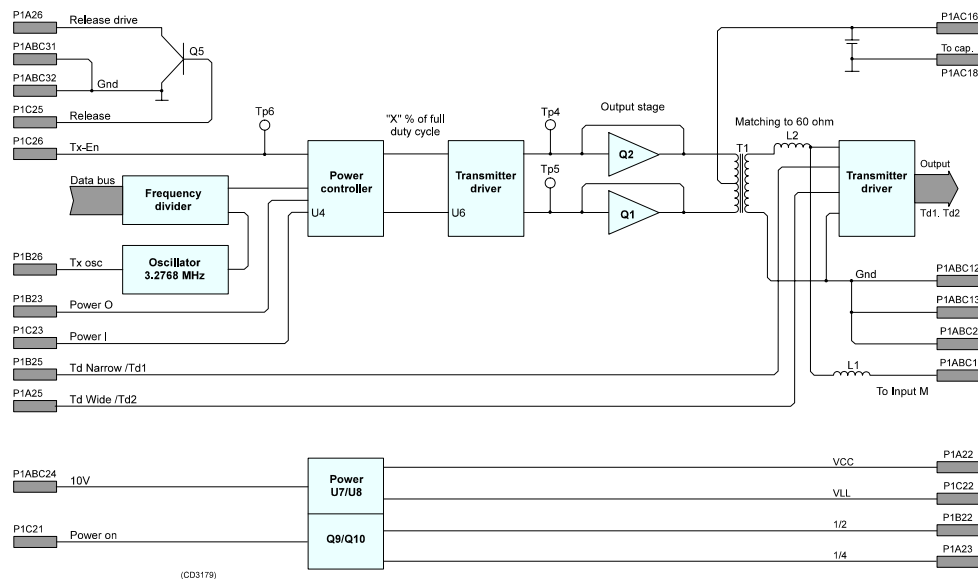 P1A26
Release drive
P1ABC31
Q5
P1ABC32
Gnd
P1C25
Release
P1C26
Tx-En
Tp6
"X" % of full
duty cycle
Tp4
Output stage
Tp5
Q2
Q1
T1
Matching to 60 ohm
L2
P1AC16
To cap.
P1AC18
Data bus
Frequency
divider
Power
controller
U4
Transmitter
driver
U6
Transmitter
driver
Output
Td1. Td2
P1B26
Tx osc
Oscillator
3.2768 MHz
Gnd
P1ABC12
P1B23
Power O
P1ABC13
P1C23
Power I
P1ABC2
P1B25
Td Narrow /Td1
L1
P1ABC1
To Input M
P1A25
Td Wide /Td2
P1ABC24
10V
Power
U7/U8
VCC
P1A22
VLL
P1C22
P1C21
Power on
Q9/Q10
1/2
P1B22
1/4
P1A23
(CD3179)